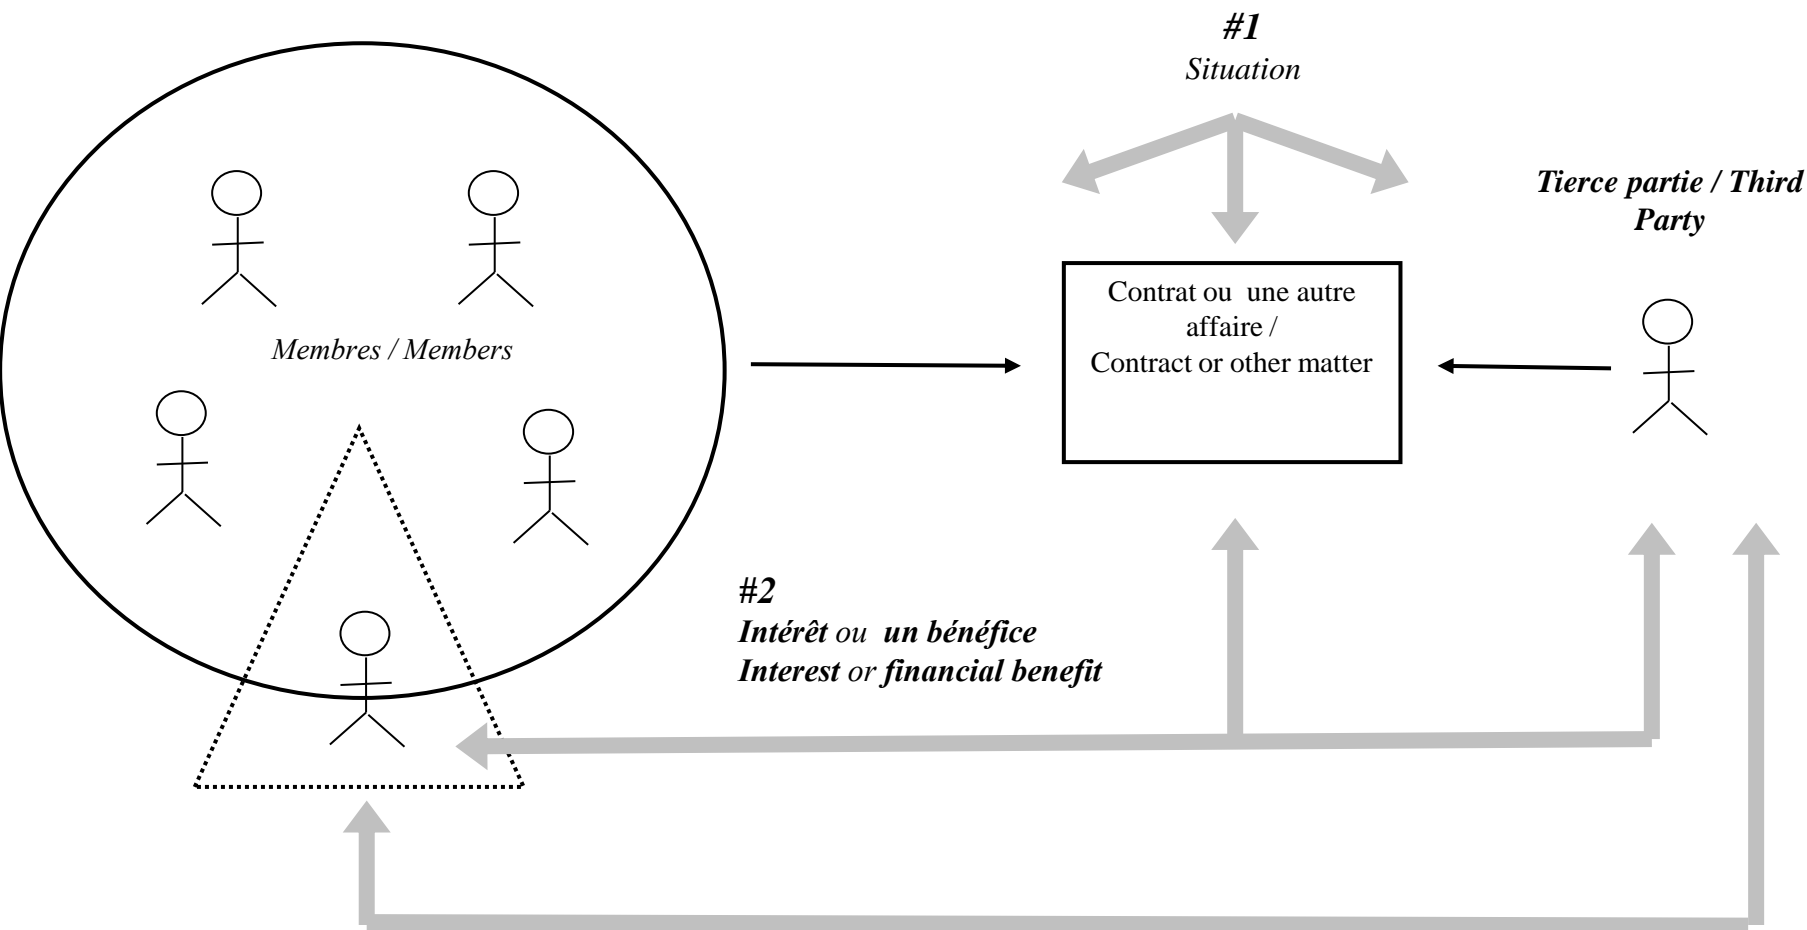 #1
Situation
Tierce partie / Third
Party
Contrat ou une autre
affaire /
Contract or other matter
Membres / Members
#2
Intérêt ou un bénéfice
Interest or financial benefit